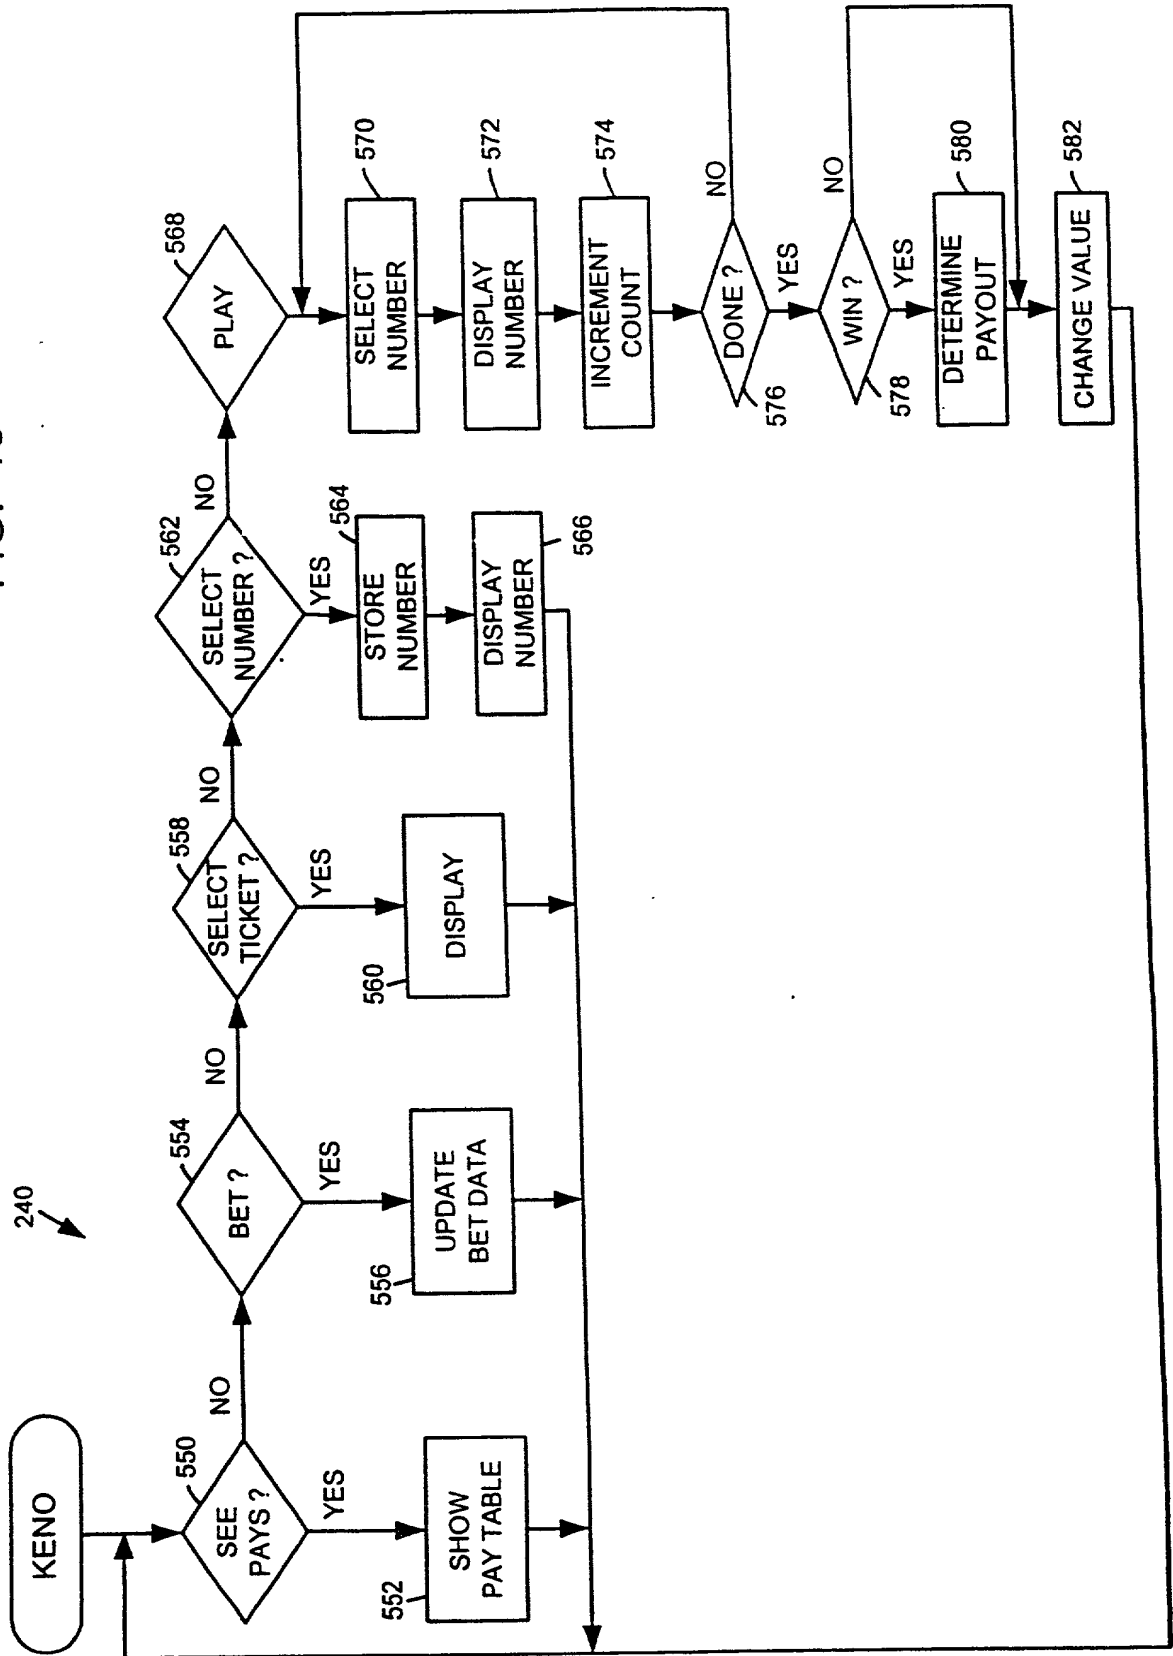 240
KENO
550
SEE
PAYS ?
NO
YES
552
SHOW
PAY TABLE
554
BET ?
NO
YES
556
UPDATE
BET DATA
558
SELECT
TICKET ?
NO
YES
560
DISPLAY
562
SELECT
NUMBER ?
NO
YES
564
STORE
NUMBER
566
DISPLAY
NUMBER
568
PLAY
570
SELECT
NUMBER
572
DISPLAY
NUMBER
574
INCREMENT
COUNT
576
DONE ?
NO
YES
578
WIN ?
NO
YES
580
DETERMINE
PAYOUT
582
CHANGE VALUE